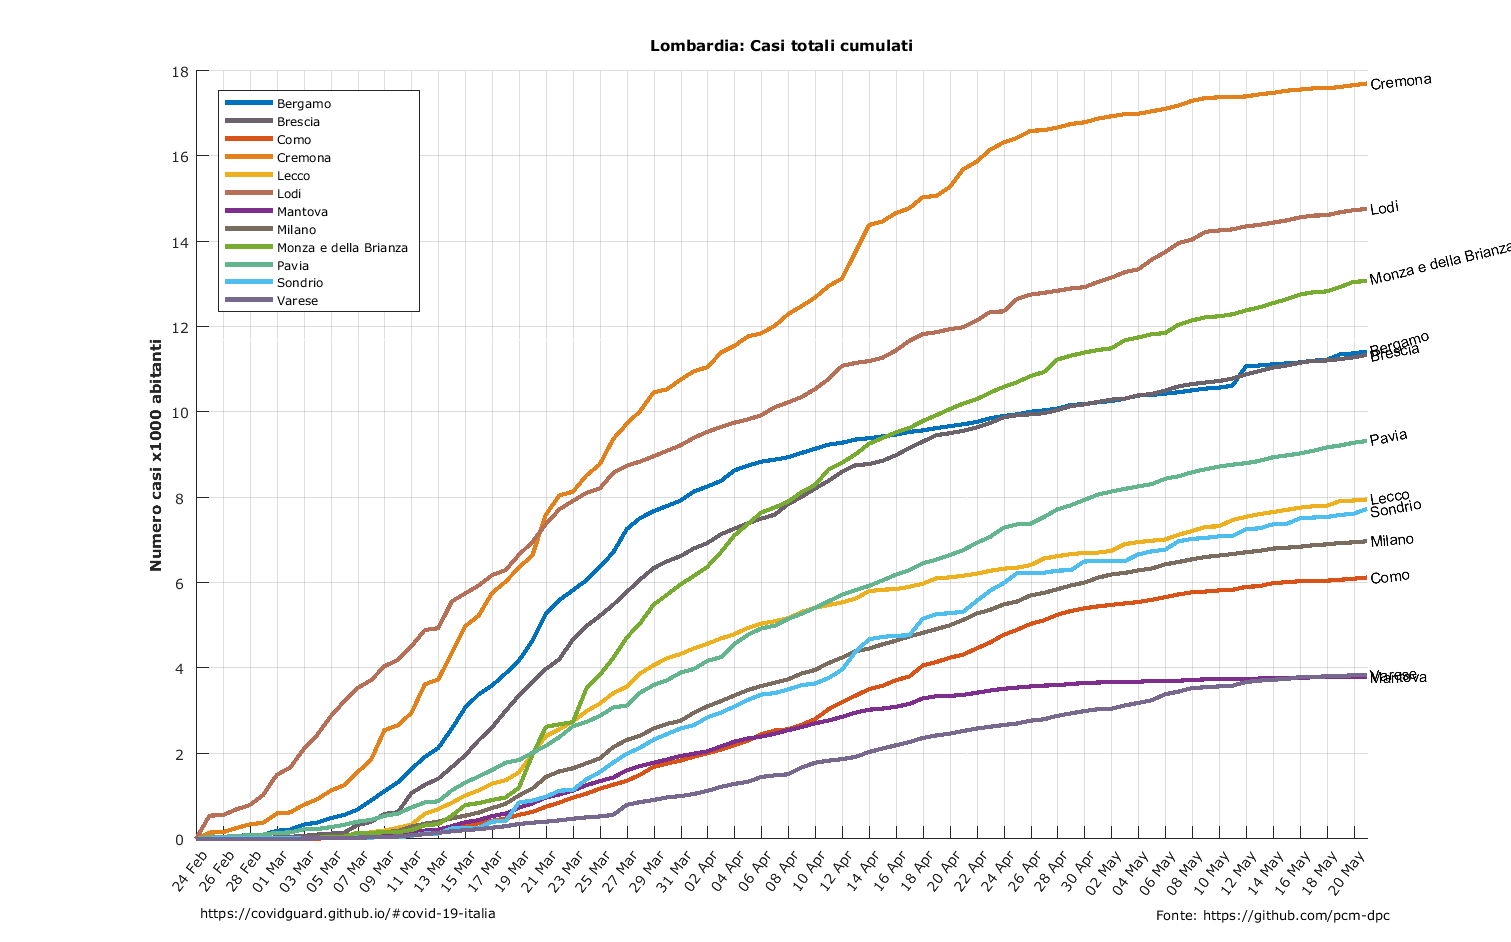 Lombardia: Casi totali cumulati
Numero casi x1000 abitanti
18
16
14
12
10
8
6
4
2
0
Bergamo
Brescia
Como
Cremona
Lecco
Lodi
Mantova
Milano
Monza e della Brianza
Pavia
Sondrio
Varese
Cremona
Lodi
Monza e della Brianza
Bergamo
Brescia
Pavia
Lecco
Sondrio
Milano
Como
Varese
Mantova
24 Feb
26 Feb
28 Feb
01 Mar
03 Mar
05 Mar
07 Mar
09 Mar
11 Mar
13 Mar
15 Mar
17 Mar
19 Mar
21 Mar
23 Mar
25 Mar
27 Mar
29 Mar
31 Mar
02 Apr
04 Apr
06 Apr
08 Apr
10 Apr
12 Apr
14 Apr
16 Apr
18 Apr
20 Apr
22 Apr
24 Apr
26 Apr
28 Apr
30 Apr
02 May
04 May
06 May
08 May
10 May
12 May
14 May
16 May
18 May
20 May
https://covidguard.github.io/#covid-19-italia
Fonte: https://github.com/pcm-dpc